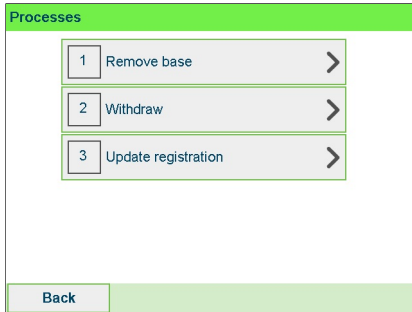 Processes
1 Remove base
2 Withdraw
3 Update registration
Back